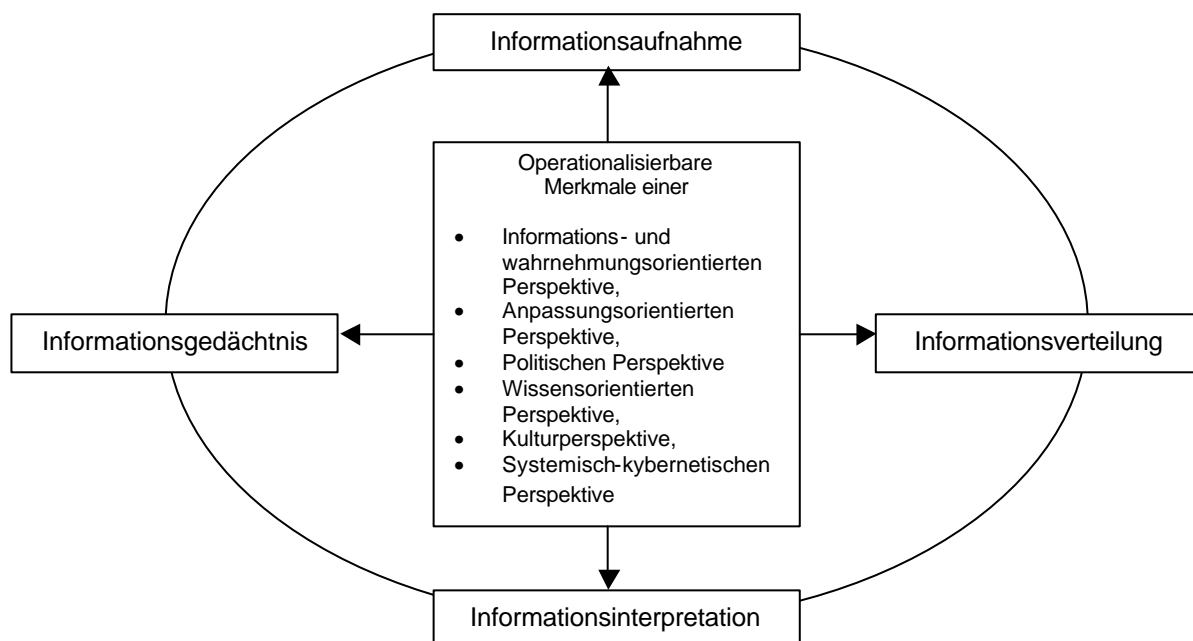 Informationsaufnahme
Operationalisierbare
Merkmale einer
• Informations- und
wahrnehmungsorientierten
Perspektive,
• Anpassungsorientierten
Perspektive,
• Politischen Perspektive
• Wissensorientierten
Perspektive,
• Kulturperspektive,
• Systemisch-kybernetischen
Perspektive
Informationsgedächtnis
Informationsverteilung
Informationsinterpretation